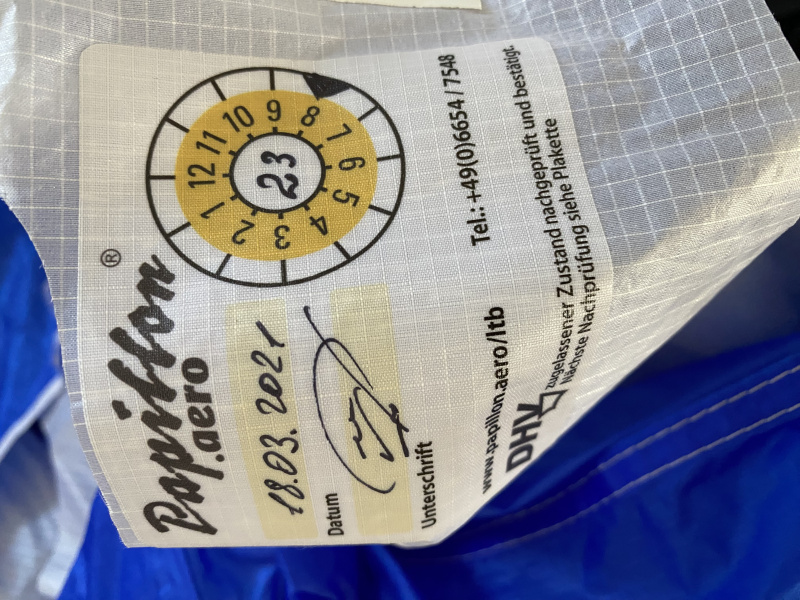 Papillon®
.aero
18.03.2021
Datum
Unterschrift
1 2 3 4 5 6 7 8 9 10 11 12
23
www.papillon.aero/ltb
Tel.: +49(0)6654 / 7548
DHV
zugelassener Zustand nachgeprüft und bestätigt.
Nächste Nachprüfung siehe Plakette